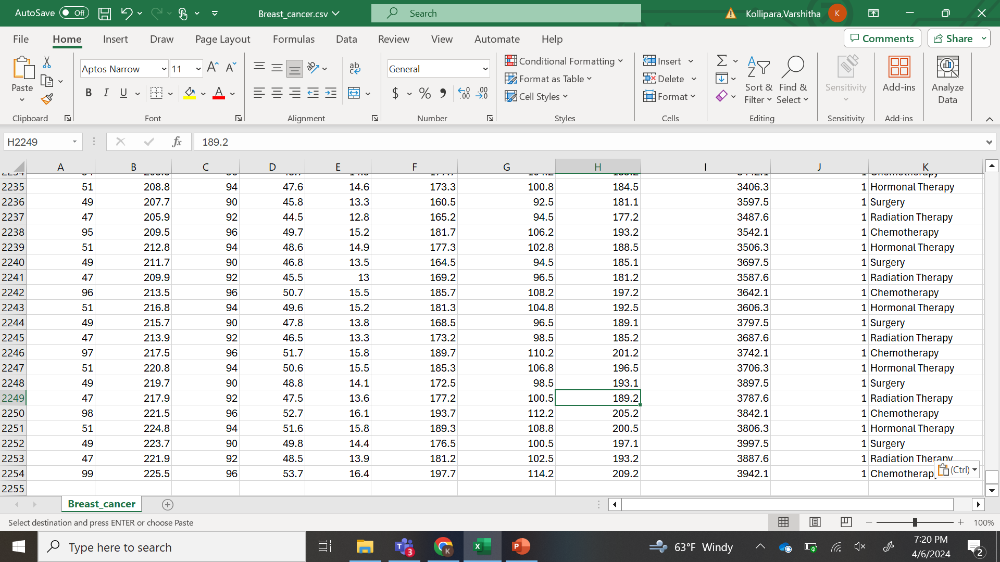 AutoSave Off Breast_cancer.csv Search Kollipara,Varshitha K
File Home Insert Draw Page Layout Formulas Data Review View Automate Help Comments Share
Paste Aptos Narrow 11 General Conditional Formatting Format as Table Cell Styles Insert Delete Format Sort & Filter Find & Select Sensitivity Add-ins Analyze Data
Clipboard Font Alignment Number Styles Cells Editing Sensitivity Add-ins
H2249 fx 189.2
A B C D E F G H I J K
2235 51 208.8 94 47.6 14.6 173.3 100.8 184.5 3406.3 1 Hormonal Therapy
2236 49 207.7 90 45.8 13.3 160.5 92.5 181.1 3597.5 1 Surgery
2237 47 205.9 92 44.5 12.8 165.2 94.5 177.2 3487.6 1 Radiation Therapy
2238 95 209.5 96 49.7 15.2 181.7 106.2 193.2 3542.1 1 Chemotherapy
2239 51 212.8 94 48.6 14.9 177.3 102.8 188.5 3506.3 1 Hormonal Therapy
2240 49 211.7 90 46.8 13.5 164.5 94.5 185.1 3697.5 1 Surgery
2241 47 209.9 92 45.5 13 169.2 96.5 181.2 3587.6 1 Radiation Therapy
2242 96 213.5 96 50.7 15.5 185.7 108.2 197.2 3642.1 1 Chemotherapy
2243 51 216.8 94 49.6 15.2 181.3 104.8 192.5 3606.3 1 Hormonal Therapy
2244 49 215.7 90 47.8 13.8 168.5 96.5 189.1 3797.5 1 Surgery
2245 47 213.9 92 46.5 13.3 173.2 98.5 185.2 3687.6 1 Radiation Therapy
2246 97 217.5 96 51.7 15.8 189.7 110.2 201.2 3742.1 1 Chemotherapy
2247 51 220.8 94 50.6 15.5 185.3 106.8 196.5 3706.3 1 Hormonal Therapy
2248 49 219.7 90 48.8 14.1 172.5 98.5 193.1 3897.5 1 Surgery
2249 47 217.9 92 47.5 13.6 177.2 100.5 189.2 3787.6 1 Radiation Therapy
2250 98 221.5 96 52.7 16.1 193.7 112.2 205.2 3842.1 1 Chemotherapy
2251 51 224.8 94 51.6 15.8 189.3 108.8 200.5 3806.3 1 Hormonal Therapy
2252 49 223.7 90 49.8 14.4 176.5 100.5 197.1 3997.5 1 Surgery
2253 47 221.9 92 48.5 13.9 181.2 102.5 193.2 3887.6 1 Radiation Therapy
2254 99 225.5 96 53.7 16.4 197.7 114.2 209.2 3942.1 1 Chemotherapy (Ctrl)
2255
Breast_cancer
Select destination and press ENTER or choose Paste 100%
Type here to search 3 K 63°F Windy 7:20 PM
4/6/2024 2